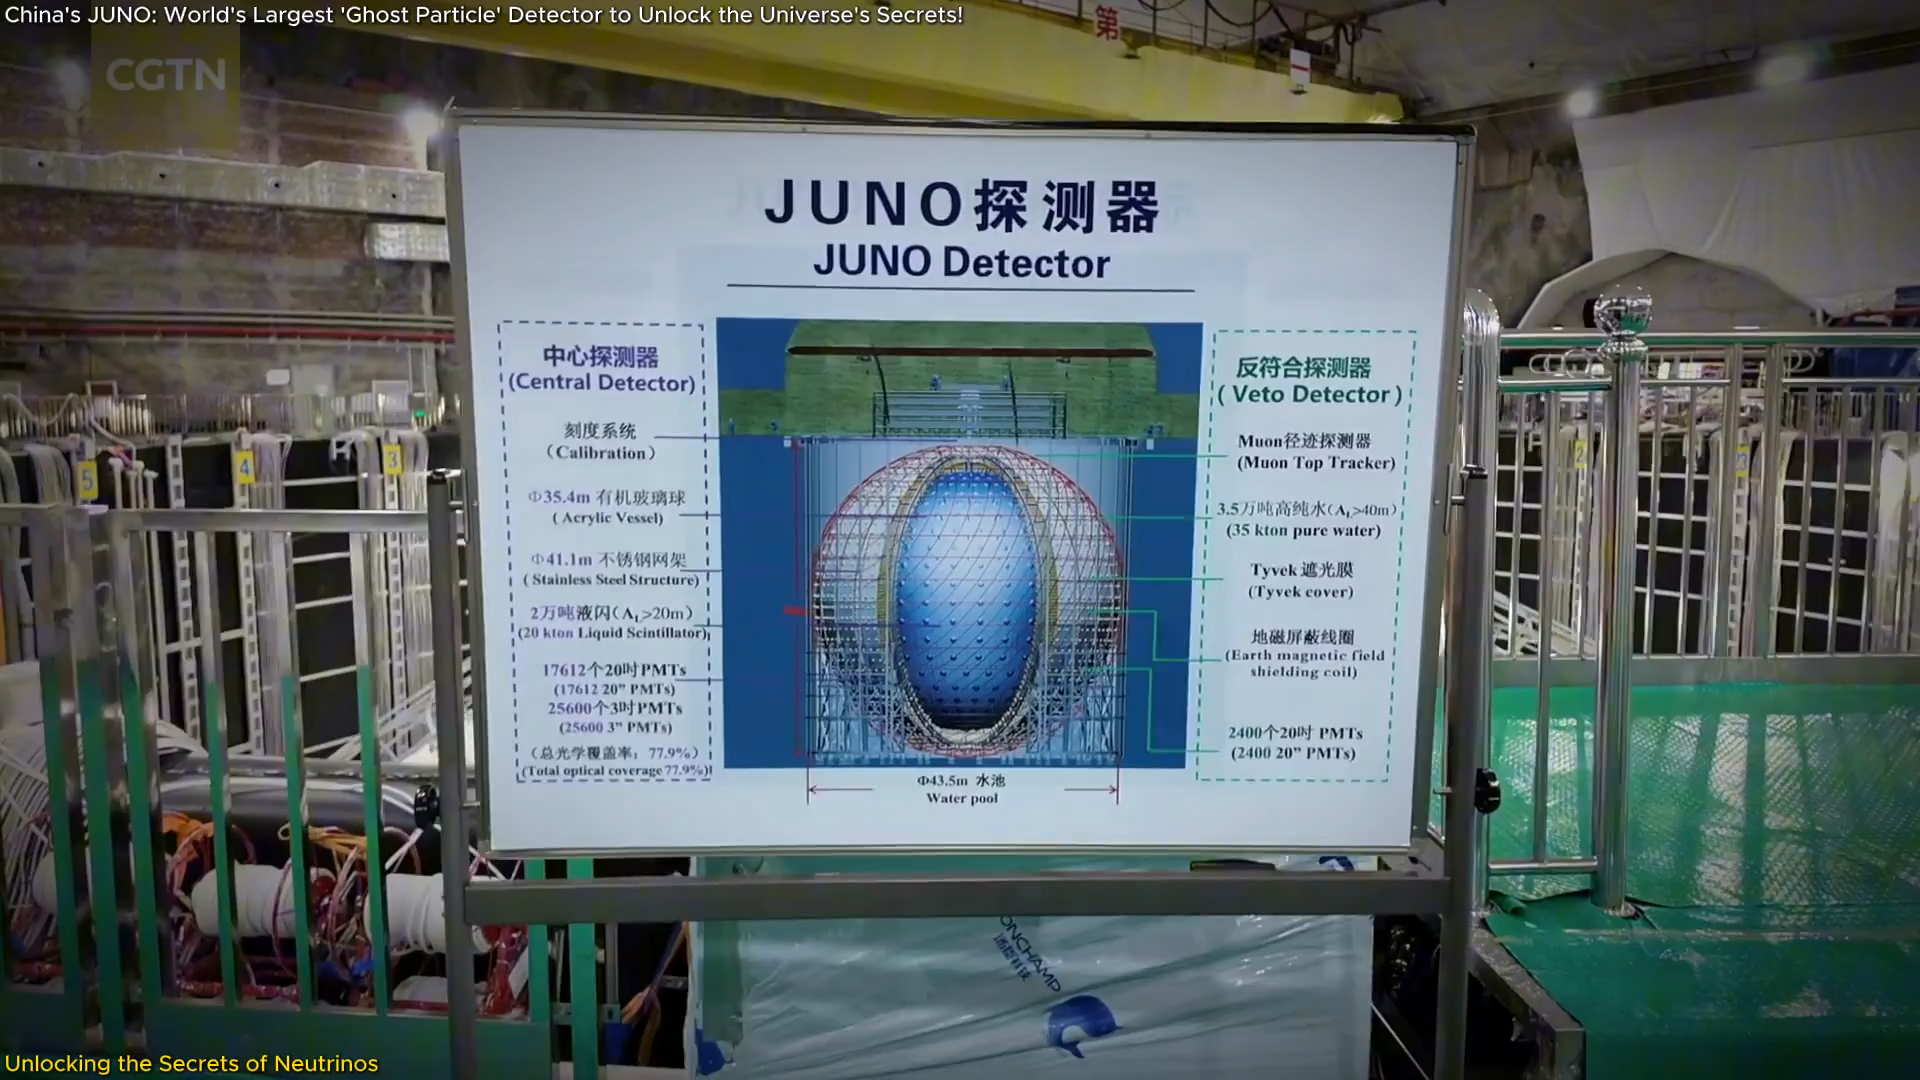 China's JUNO: World's Largest 'Ghost Particle' Detector to Unlock the Universe's Secrets!
CGTN
第
JUNO探测器
JUNO Detector
中心探测器
(Central Detector)
刻度系统
(Calibration)
Φ35.4m 有机玻璃球
(Acrylic Vessel)
Φ41.1m 不锈钢网架
(Stainless Steel Structure)
2万吨液闪(AL>20m)
(20 kton Liquid Scintillator)
17612个20吋PMTs
(17612 20" PMTs)
25600个3吋PMTs
(25600 3" PMTs)
(总光学覆盖率: 77.9%)
(Total optical coverage 77.9%)
反符合探测器
( Veto Detector )
Muon径迹探测器
(Muon Top Tracker)
3.5万吨高纯水(AL>40m)
(35 kton pure water)
Tyvek 遮光膜
(Tyvek cover)
地磁屏蔽线圈
(Earth magnetic field
shielding coil)
2400个20吋 PMTs
(2400 20" PMTs)
Φ43.5m 水池
Water pool
5
4
3
2
3
ONCHAMP
Unlocking the Secrets of Neutrinos